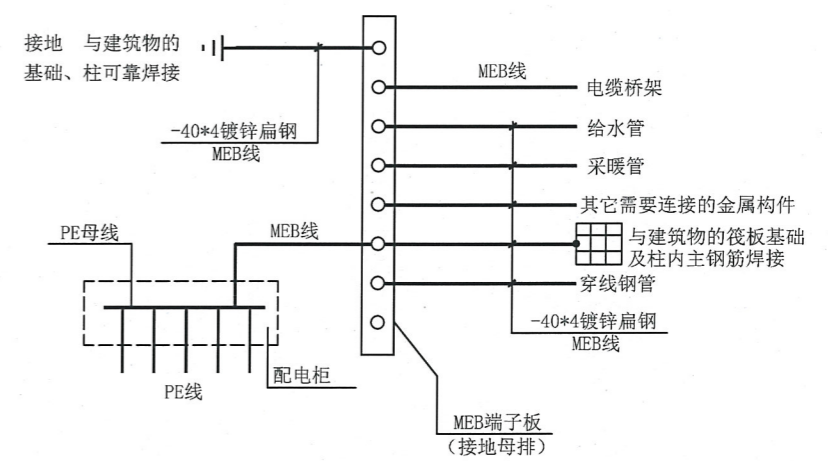 接地 与建筑物的
基础、柱可靠焊接
-40*4镀锌扁钢
MEB线
MEB线
电缆桥架
给水管
采暖管
其它需要连接的金属构件
PE母线
MEB线
与建筑物的筏板基础
及柱内主钢筋焊接
穿线钢管
-40*4镀锌扁钢
MEB线
配电柜
PE线
MEB端子板
(接地母排)